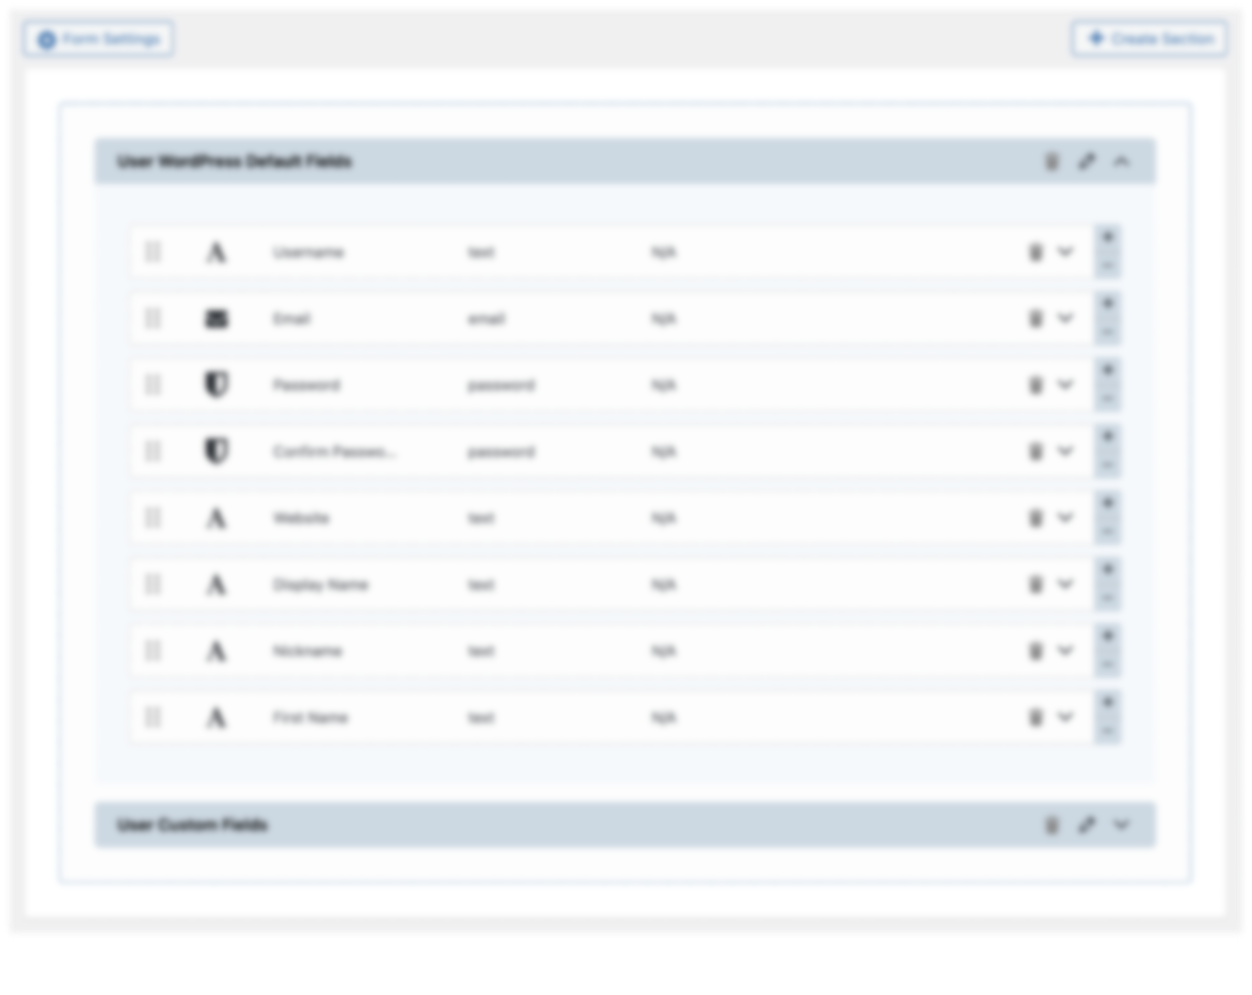 Form Settings
Create Section
User WordPress Default Fields
Username text N/A
Email email N/A
Password password N/A
Confirm Passwo... password N/A
Website text N/A
Display Name text N/A
Nickname text N/A
First Name text N/A
User Custom Fields